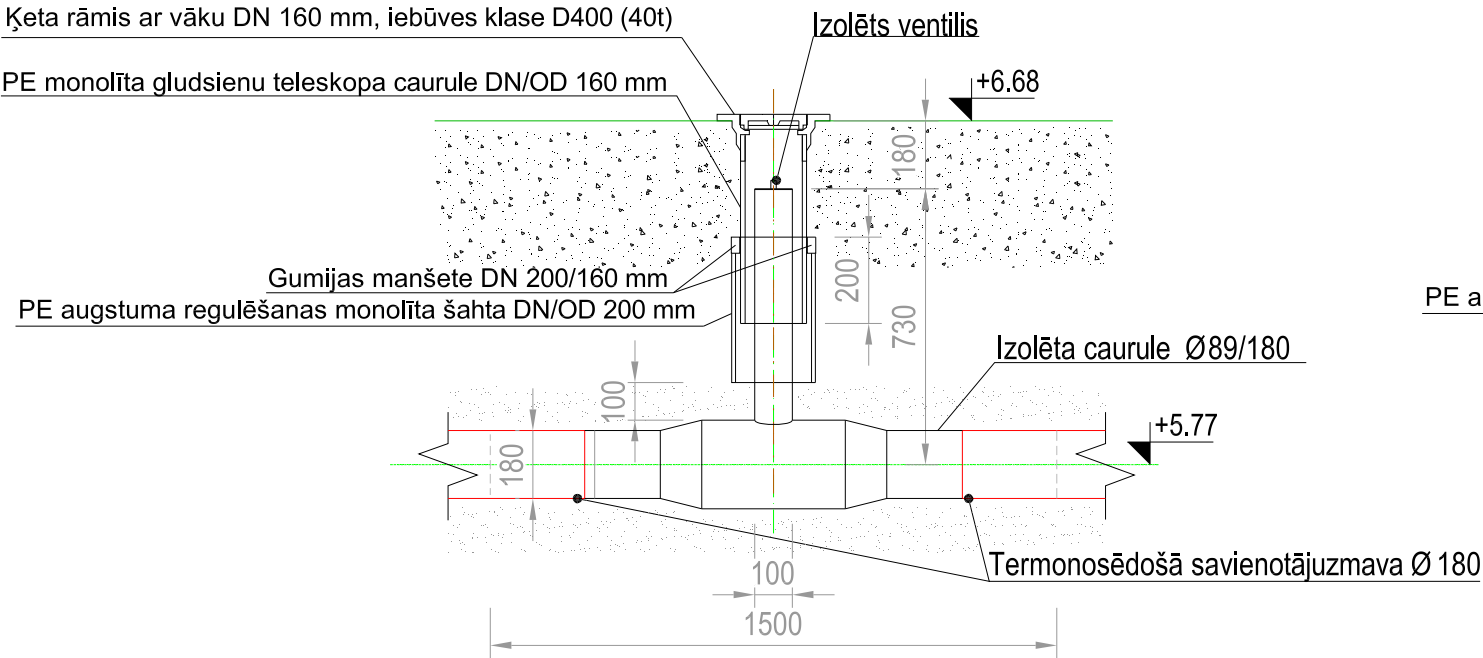 Ķeta rāmis ar vāku DN 160 mm, iebūves klase D400 (40t)
Izolēts ventilis
PE monolīta gludsienu teleskopa caurule DN/OD 160 mm
+6.68
180
Gumijas manšete DN 200/160 mm
200
PE augstuma regulēšanas monolīta šahta DN/OD 200 mm
730
PE a
Izolēta caurule Ø89/180
100
+5.77
180
Termonosēdošā savienotājuzmava Ø 180
100
1500